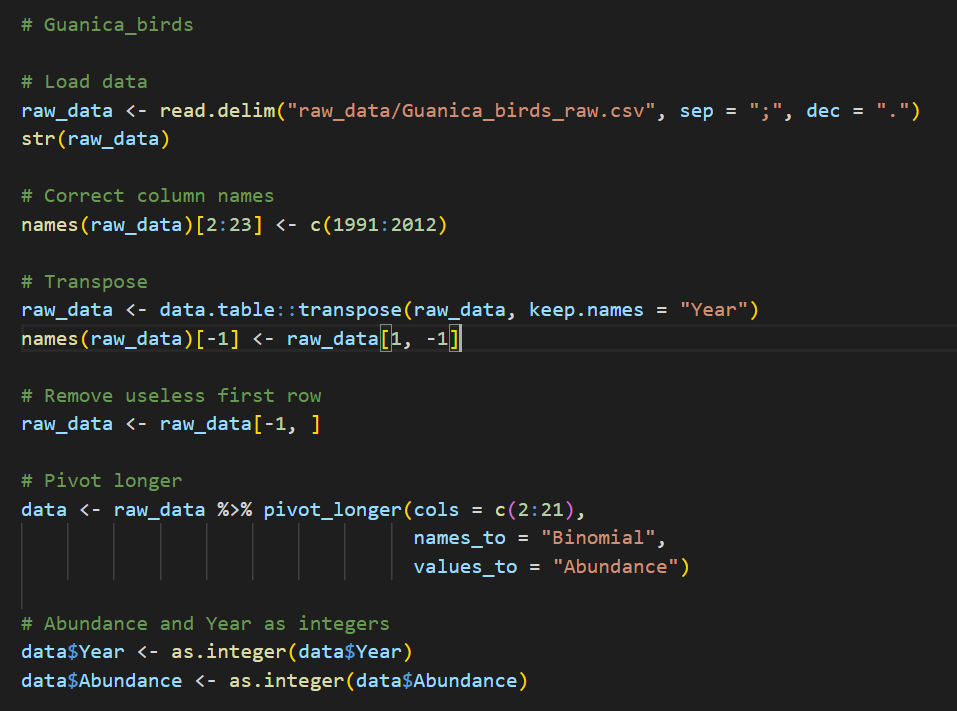 # Guanica_birds
# Load data
raw_data <- read.delim("raw_data/Guanica_birds_raw.csv", sep = ";", dec = ".")
str(raw_data)
# Correct column names
names(raw_data)[2:23] <- c(1991:2012)
# Transpose
raw_data <- data.table::transpose(raw_data, keep.names = "Year")
names(raw_data)[-1] <- raw_data[1, -1]
# Remove useless first row
raw_data <- raw_data[-1, ]
# Pivot longer
data <- raw_data %>% pivot_longer(cols = c(2:21),
names_to = "Binomial",
values_to = "Abundance")
# Abundance and Year as integers
data$Year <- as.integer(data$Year)
data$Abundance <- as.integer(data$Abundance)